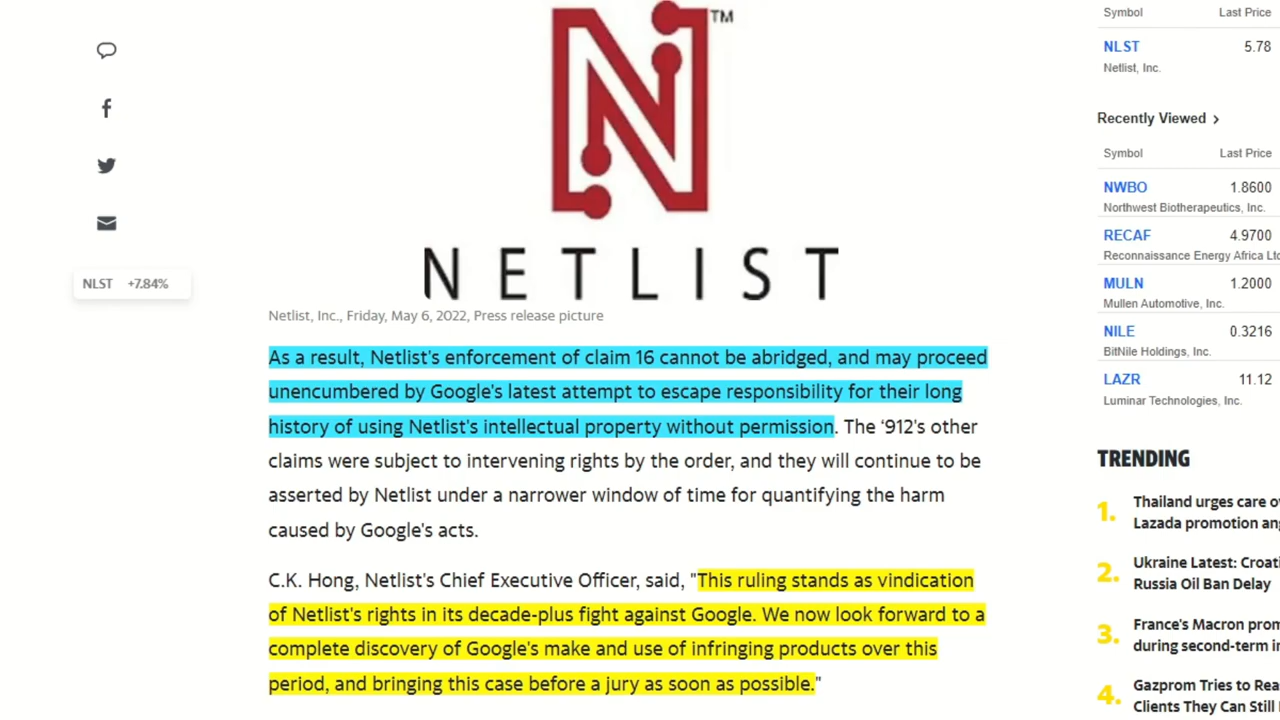 TM
NETLIST
NLST +7.84%
Netlist, Inc., Friday, May 6, 2022, Press release picture
As a result, Netlist's enforcement of claim 16 cannot be abridged, and may proceed
unencumbered by Google's latest attempt to escape responsibility for their long
history of using Netlist's intellectual property without permission. The ‘912's other
claims were subject to intervening rights by the order, and they will continue to be
asserted by Netlist under a narrower window of time for quantifying the harm
caused by Google's acts.
C.K. Hong, Netlist's Chief Executive Officer, said, "This ruling stands as vindication
of Netlist's rights in its decade-plus fight against Google. We now look forward to a
complete discovery of Google's make and use of infringing products over this
period, and bringing this case before a jury as soon as possible."
Symbol Last Price
NLST 5.78
Netlist, Inc.
Recently Viewed >
Symbol Last Price
NWBO 1.8600
Northwest Biotherapeutics, Inc.
RECAF 4.9700
Reconnaissance Energy Africa Ltd
MULN 1.2000
Mullen Automotive, Inc.
NILE 0.3216
BitNile Holdings, Inc.
LAZR 11.12
Luminar Technologies, Inc.
TRENDING
1. Thailand urges care
Lazada promotion
2. Ukraine Latest:
Russia Oil Ban Delay
3. France's Macron
during second-term
4. Gazprom Tries to
Clients They Can Still